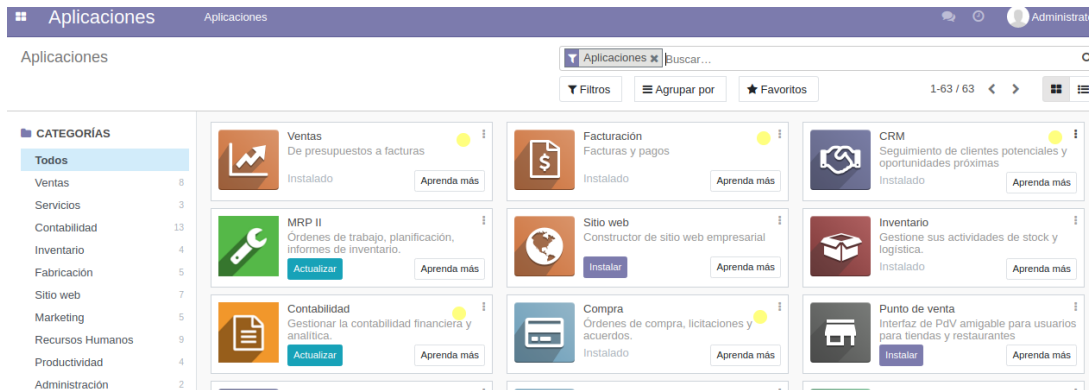 Aplicaciones Aplicaciones Administrato
Aplicaciones
Aplicaciones Buscar...
Filtros Agrupar por Favoritos 1-63 / 63
CATEGORÍAS
Todos
Ventas 8
Servicios 3
Contabilidad 13
Inventario 4
Fabricación 5
Sitio web 7
Marketing 5
Recursos Humanos 9
Productividad 4
Administración 2
Ventas
De presupuestos a facturas
Instalado Aprenda más
Facturación
Facturas y pagos
Instalado Aprenda más
CRM
Seguimiento de clientes potenciales y
oportunidades próximas
Instalado Aprenda más
MRP II
Órdenes de trabajo, planificación,
informes de inventario.
Actualizar Aprenda más
Sitio web
Constructor de sitio web empresarial
Instalar Aprenda más
Inventario
Gestione sus actividades de stock y
logística.
Instalado Aprenda más
Contabilidad
Gestionar la contabilidad financiera y
analítica.
Actualizar Aprenda más
Compra
Órdenes de compra, licitaciones y
acuerdos.
Instalado Aprenda más
Punto de venta
Interfaz de PdV amigable para usuarios
para tiendas y restaurantes
Instalar Aprenda más